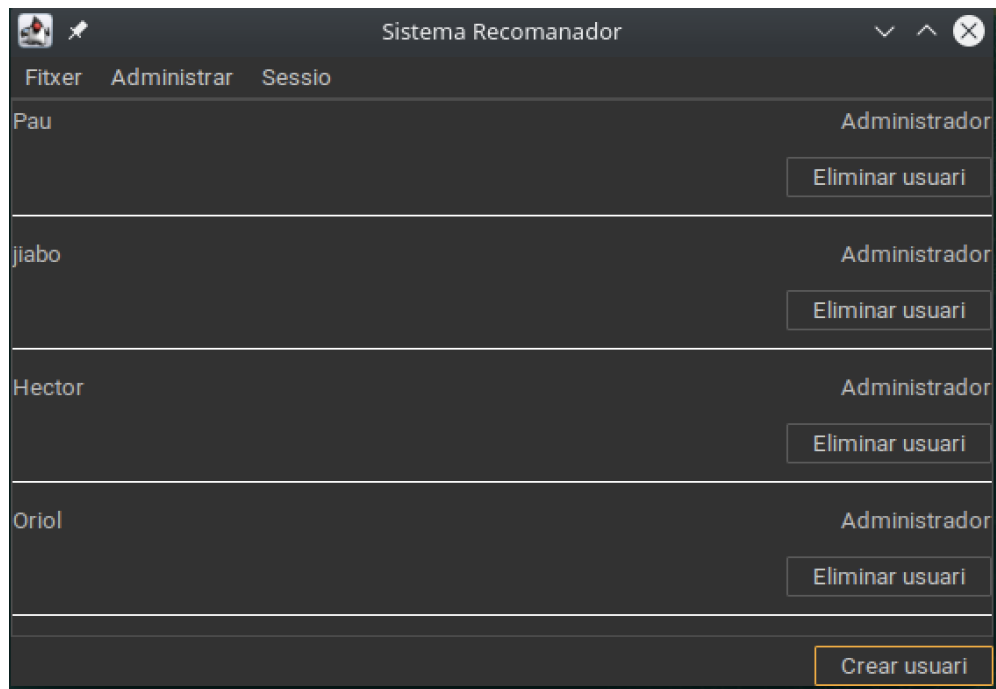 Sistema Recomanador
Fitxer Administrar Sessio
Pau Administrador
Eliminar usuari
jiabo Administrador
Eliminar usuari
Hector Administrador
Eliminar usuari
Oriol Administrador
Eliminar usuari
Crear usuari